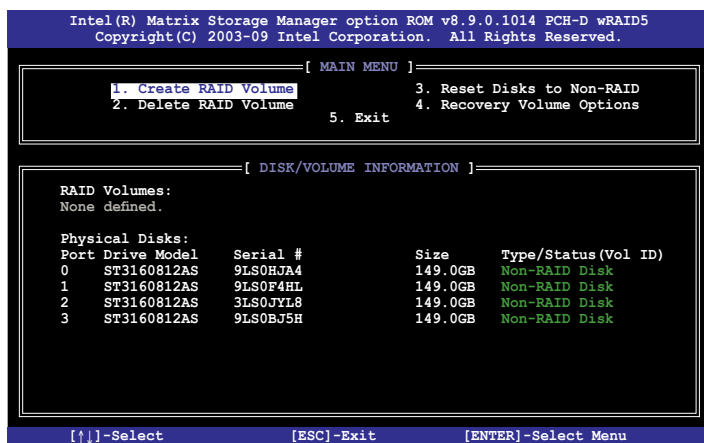 Intel(R) Matrix Storage Manager option ROM v8.9.0.1014 PCH-D wRAID5
Copyright(C) 2003-09 Intel Corporation. All Rights Reserved.
[ MAIN MENU ]
1. Create RAID Volume 3. Reset Disks to Non-RAID
2. Delete RAID Volume 4. Recovery Volume Options
5. Exit
[ DISK/VOLUME INFORMATION ]
RAID Volumes:
None defined.
Physical Disks:
Port Drive Model Serial # Size Type/Status(Vol ID)
0 ST3160812AS 9LS0HJA4 149.0GB Non-RAID Disk
1 ST3160812AS 9LS0F4HL 149.0GB Non-RAID Disk
2 ST3160812AS 3LS0JYL8 149.0GB Non-RAID Disk
3 ST3160812AS 9LS0BJ5H 149.0GB Non-RAID Disk
[↑↓]-Select [ESC]-Exit [ENTER]-Select Menu